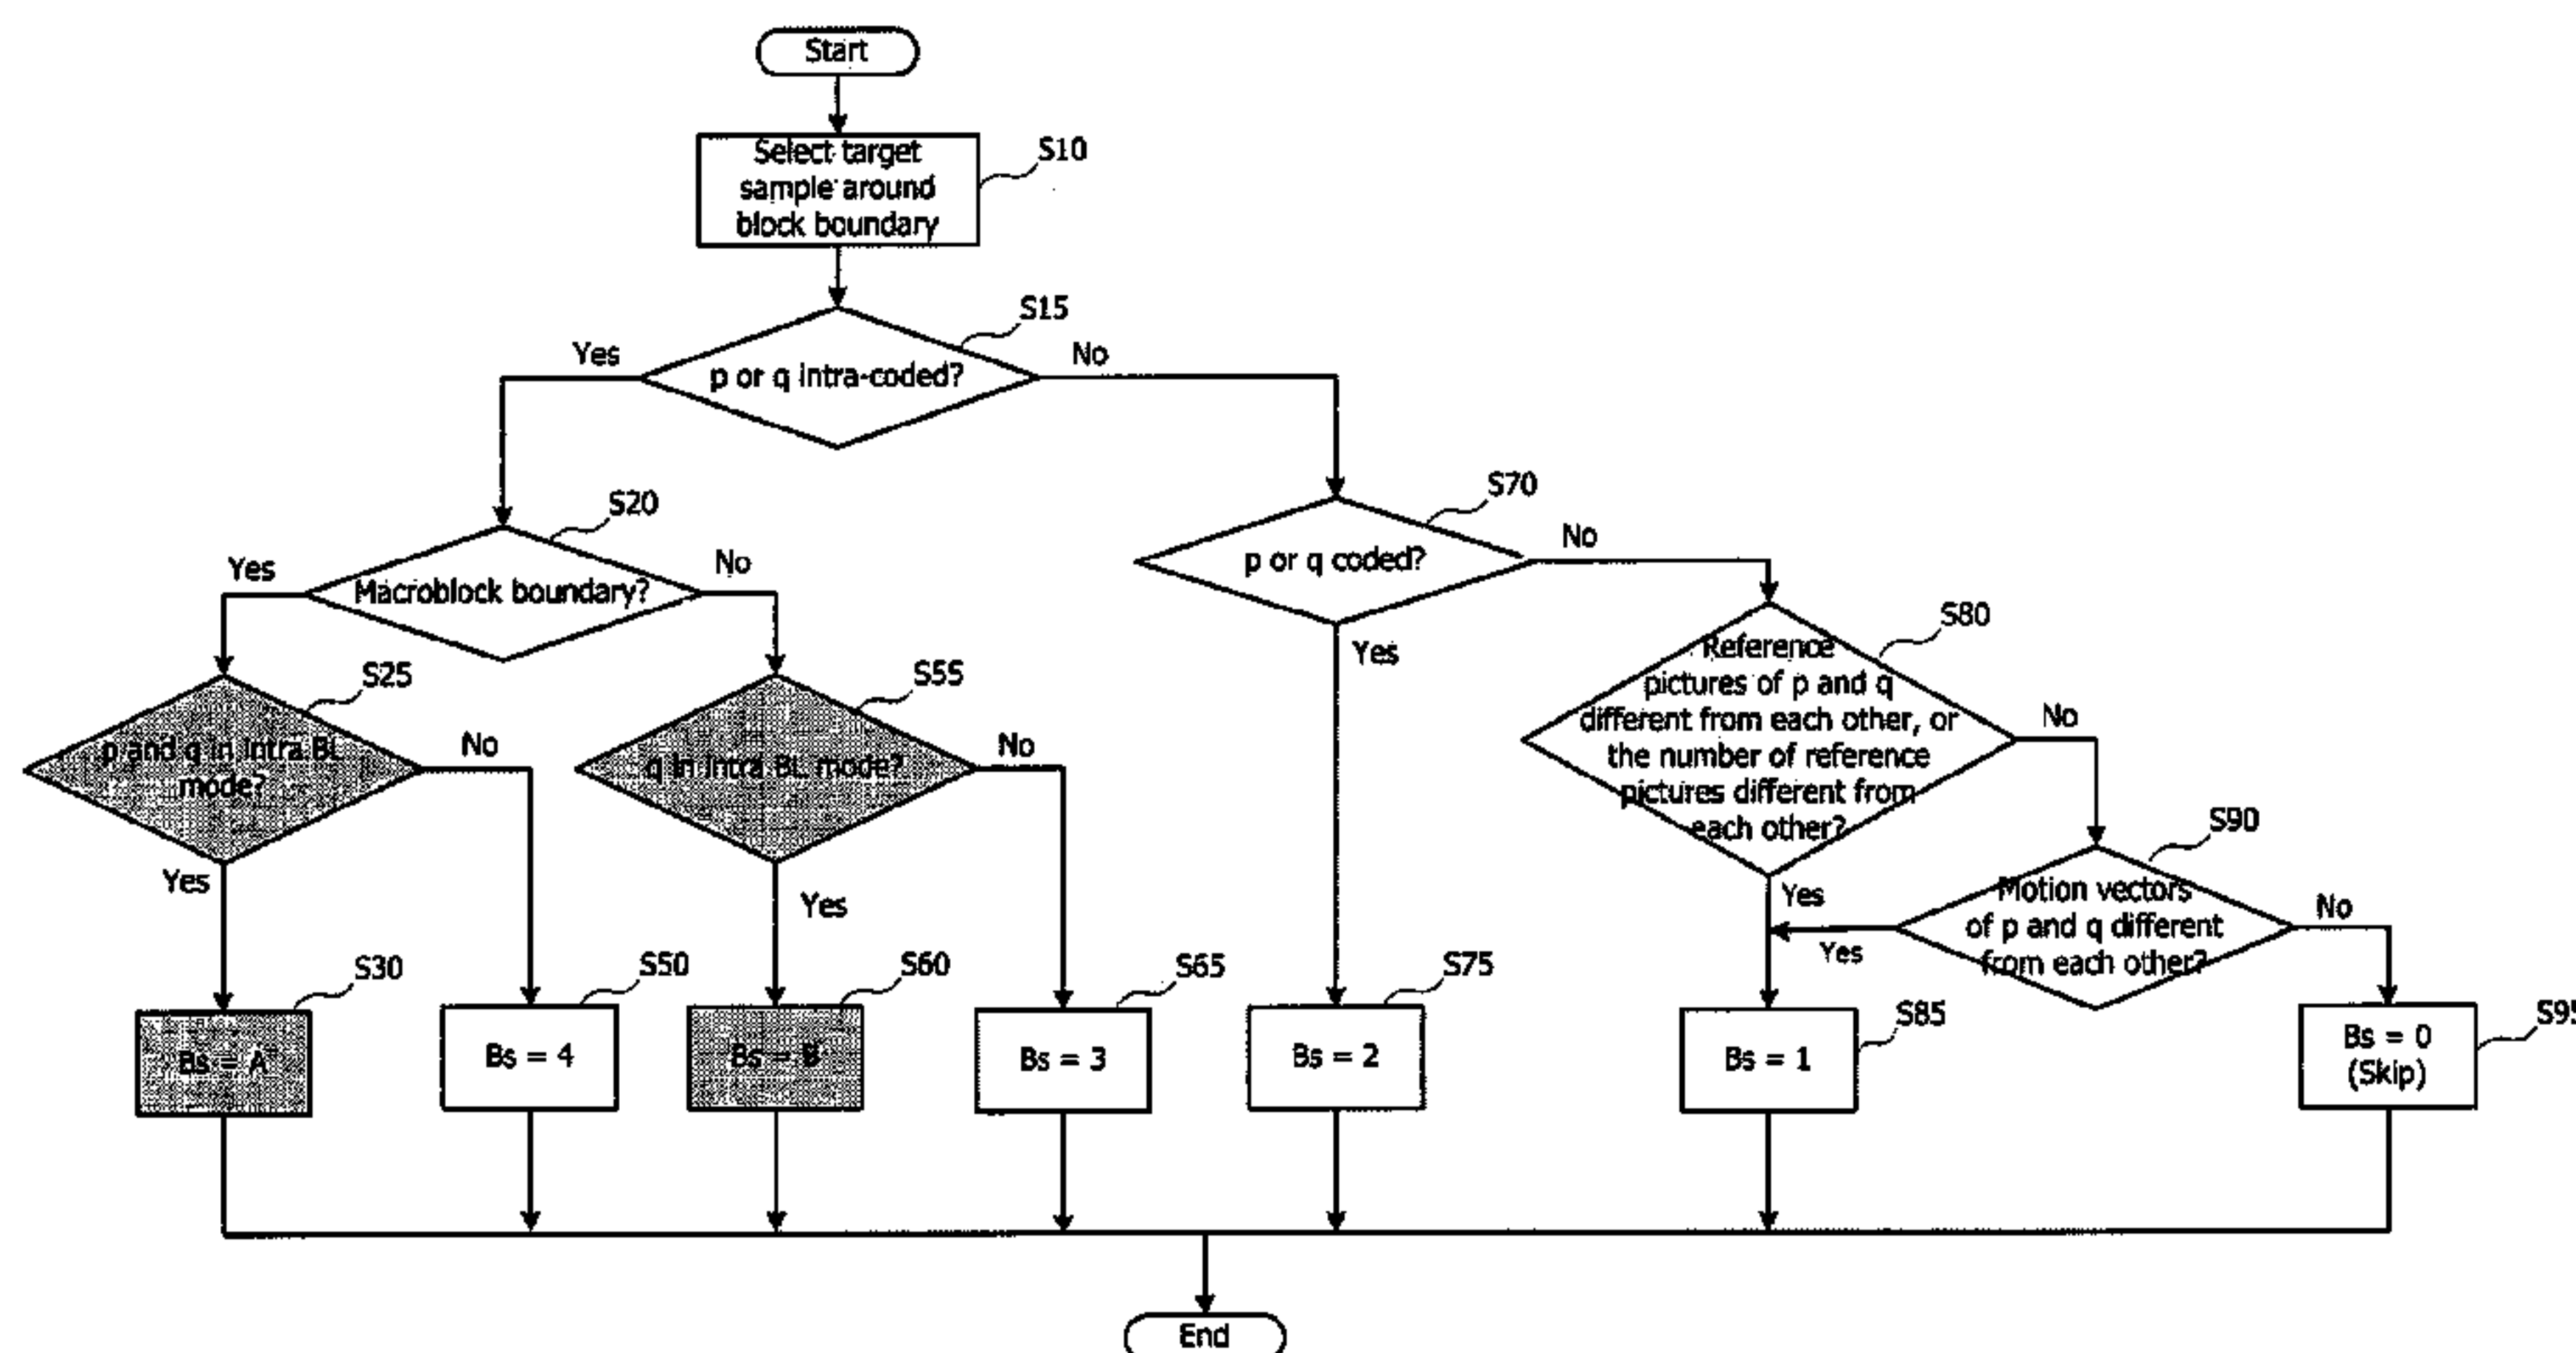 Start
Select target
sample around
block boundary
S10
S15
Yes
No
p or q intra-coded?
S20
Yes
No
Macroblock boundary?
S70
No
p or q coded?
Yes
S80
Reference
pictures of p and q
different from each other, or
the number of reference
pictures different from
each other?
No
Yes
S25
p and q in intra BL
mode?
No
Yes
S55
q in intra BL mode?
No
Yes
S90
Motion vectors
of p and q different
from each other?
No
Yes
S30
Bs = A
S50
Bs = 4
S60
Bs = B
S65
Bs = 3
S75
Bs = 2
S85
Bs = 1
S95
Bs = 0
(Skip)
End